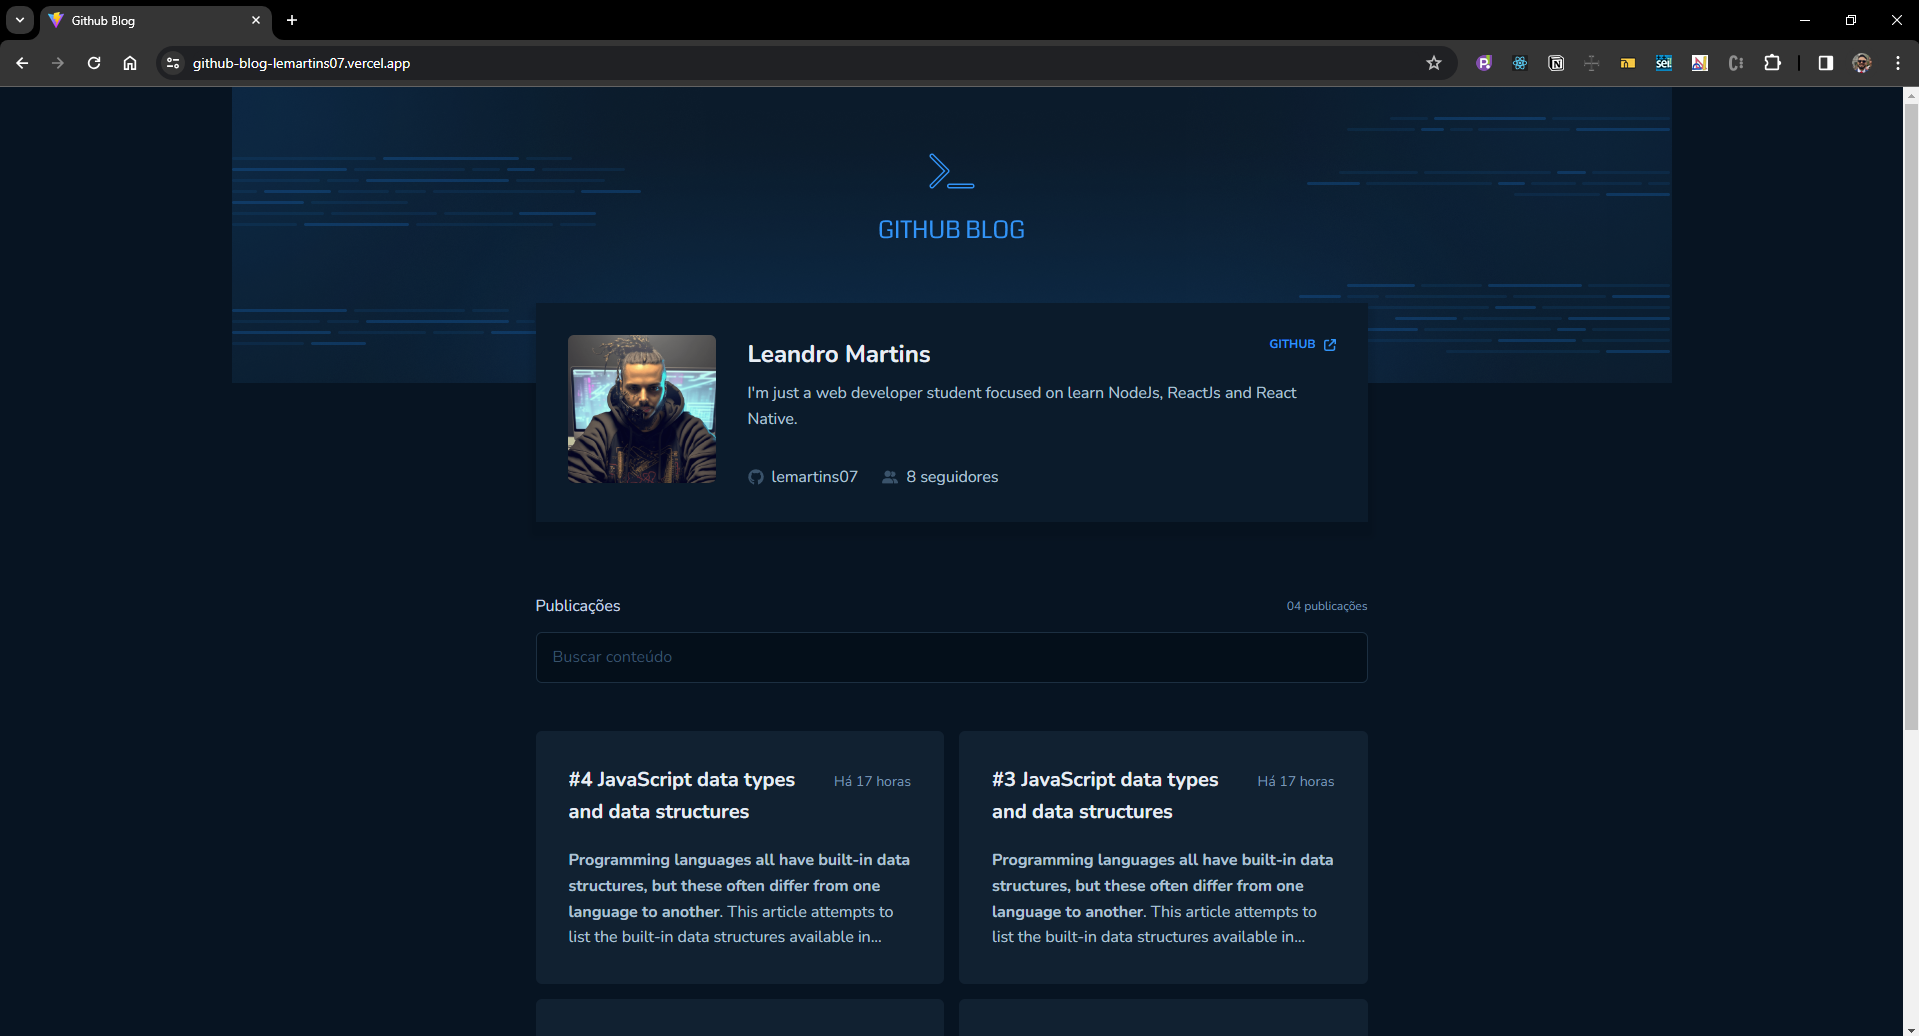 Github Blog
github-blog-lemartins07.vercel.app
GITHUB BLOG
Leandro Martins
GITHUB
I'm just a web developer student focused on learn NodeJs, ReactJs and React
Native.
lemartins07
8 seguidores
Publicações
04 publicações
Buscar conteúdo
#4 JavaScript data types
and data structures
Há 17 horas
Programming languages all have built-in data
structures, but these often differ from one
language to another. This article attempts to
list the built-in data structures available in...
#3 JavaScript data types
and data structures
Há 17 horas
Programming languages all have built-in data
structures, but these often differ from one
language to another. This article attempts to
list the built-in data structures available in...